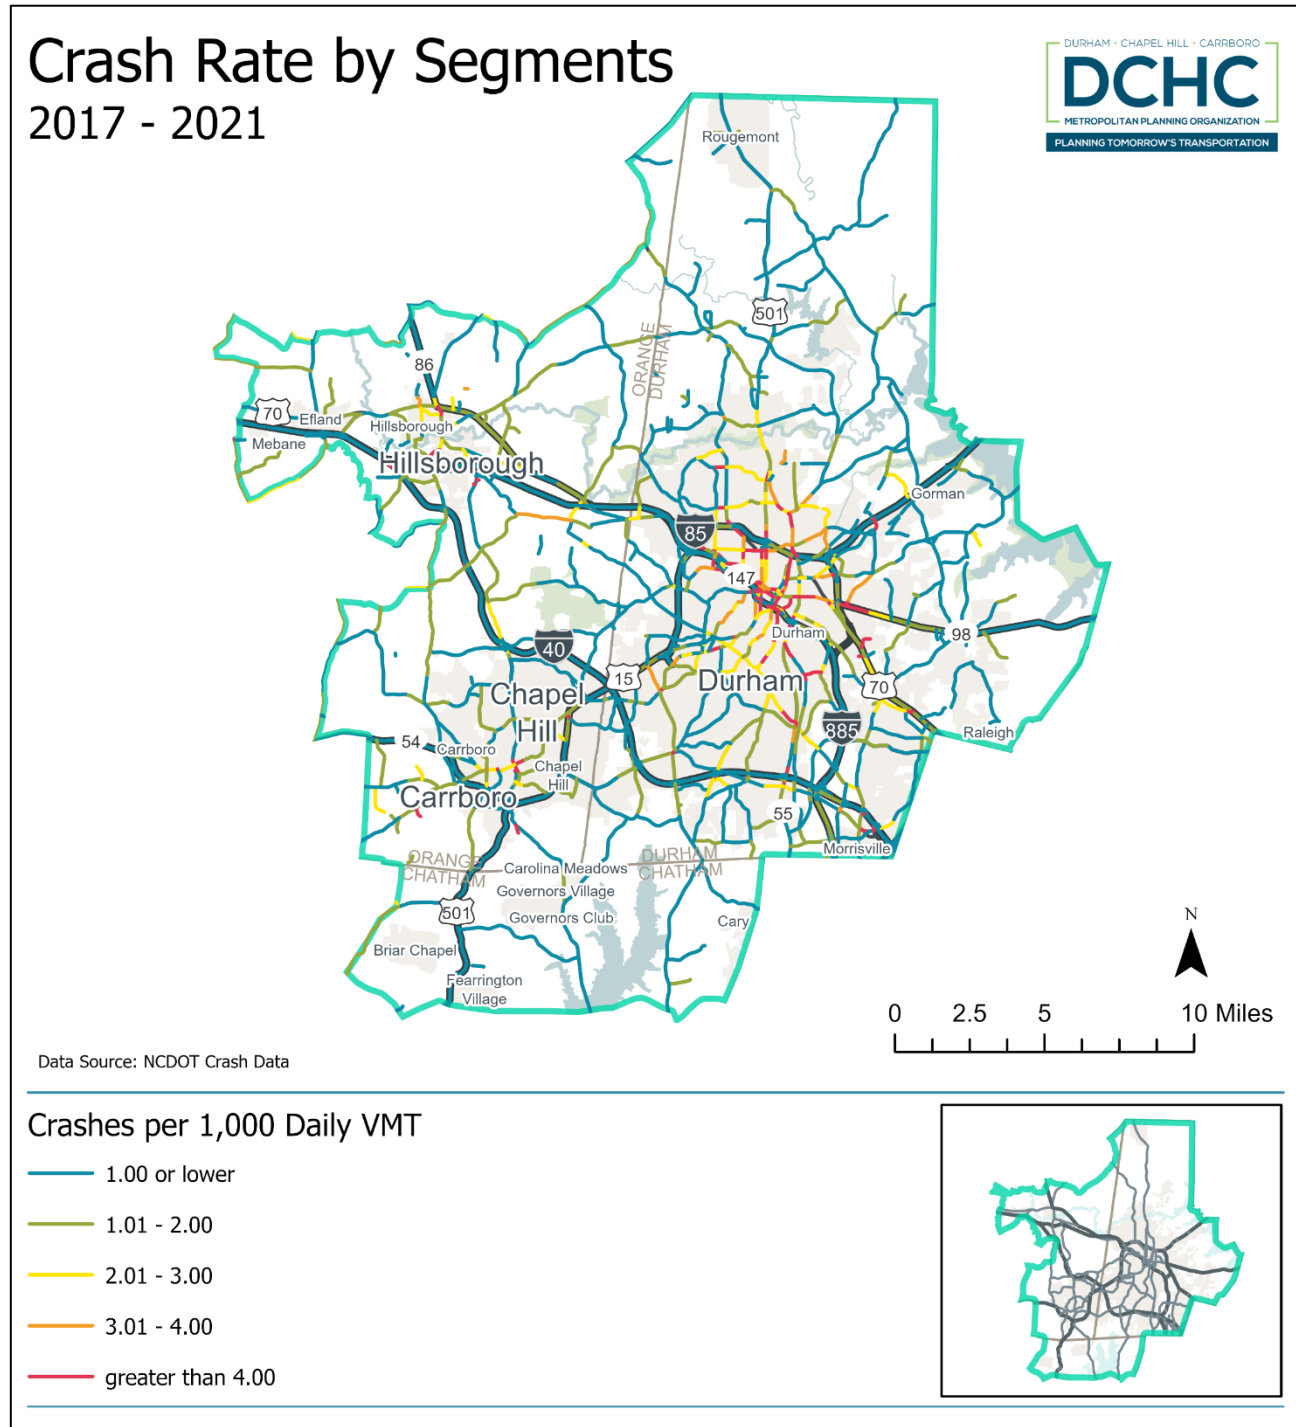 Crash Rate by Segments
2017 - 2021
DURHAM · CHAPEL HILL · CARRBORO
DCHC
METROPOLITAN PLANNING ORGANIZATION
PLANNING TOMORROW'S TRANSPORTATION
Rougemont
501
ORANGE
DURHAM
86
70
Efland
Mebane
Hillsborough
Hillsborough
Gorman
85
147
Durham
98
40
15
Durham
70
Chapel
Hill
885
Raleigh
54
Carrboro
Chapel
Hill
Carrboro
55
Morrisville
ORANGE
CHATHAM
DURHAM
CHATHAM
Carolina Meadows
Governors Village
501
Governors Club
Cary
Briar Chapel
Fearrington
Village
N
0 2.5 5 10 Miles
Data Source: NCDOT Crash Data
Crashes per 1,000 Daily VMT
1.00 or lower
1.01 - 2.00
2.01 - 3.00
3.01 - 4.00
greater than 4.00